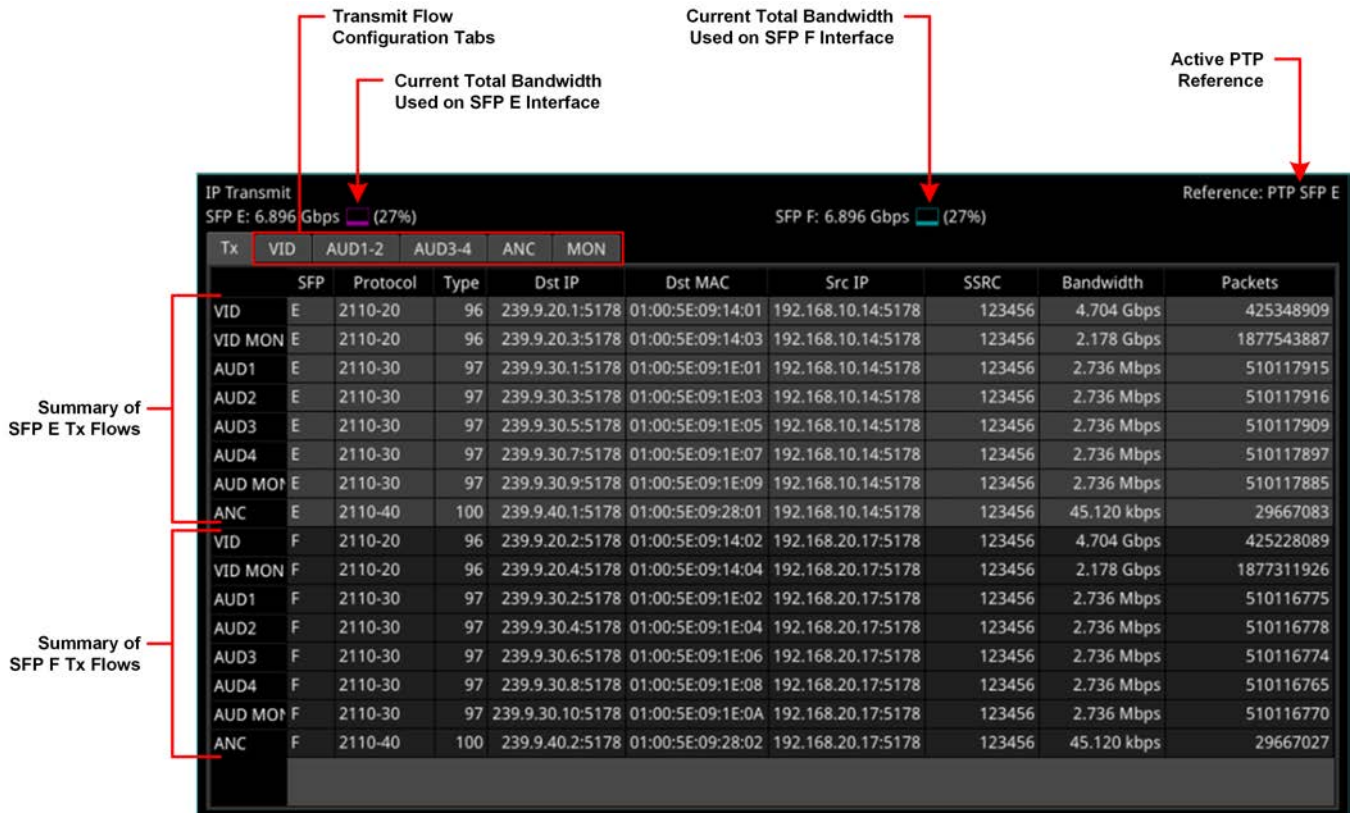 Transmit Flow
Configuration Tabs
Current Total Bandwidth
Used on SFP E Interface
Current Total Bandwidth
Used on SFP F Interface
Active PTP
Reference
IP Transmit
Reference: PTP SFP E
SFP E: 6.896 Gbps (27%)
SFP F: 6.896 Gbps (27%)
Tx VID AUD1-2 AUD3-4 ANC MON
SFP Protocol Type Dst IP Dst MAC Src IP SSRC Bandwidth Packets
VID E 2110-20 96 239.9.20.1:5178 01:00:5E:09:14:01 192.168.10.14:5178 123456 4.704 Gbps 425348909
VID MON E 2110-20 96 239.9.20.3:5178 01:00:5E:09:14:03 192.168.10.14:5178 123456 2.178 Gbps 1877543887
AUD1 E 2110-30 97 239.9.30.1:5178 01:00:5E:09:1E:01 192.168.10.14:5178 123456 2.736 Mbps 510117915
AUD2 E 2110-30 97 239.9.30.3:5178 01:00:5E:09:1E:03 192.168.10.14:5178 123456 2.736 Mbps 510117916
AUD3 E 2110-30 97 239.9.30.5:5178 01:00:5E:09:1E:05 192.168.10.14:5178 123456 2.736 Mbps 510117909
AUD4 E 2110-30 97 239.9.30.7:5178 01:00:5E:09:1E:07 192.168.10.14:5178 123456 2.736 Mbps 510117897
AUD MON E 2110-30 97 239.9.30.9:5178 01:00:5E:09:1E:09 192.168.10.14:5178 123456 2.736 Mbps 510117885
ANC E 2110-40 100 239.9.40.1:5178 01:00:5E:09:28:01 192.168.10.14:5178 123456 45.120 kbps 29667083
VID F 2110-20 96 239.9.20.2:5178 01:00:5E:09:14:02 192.168.20.17:5178 123456 4.704 Gbps 425228089
VID MON F 2110-20 96 239.9.20.4:5178 01:00:5E:09:14:04 192.168.20.17:5178 123456 2.178 Gbps 1877311926
AUD1 F 2110-30 97 239.9.30.2:5178 01:00:5E:09:1E:02 192.168.20.17:5178 123456 2.736 Mbps 510116775
AUD2 F 2110-30 97 239.9.30.4:5178 01:00:5E:09:1E:04 192.168.20.17:5178 123456 2.736 Mbps 510116778
AUD3 F 2110-30 97 239.9.30.6:5178 01:00:5E:09:1E:06 192.168.20.17:5178 123456 2.736 Mbps 510116774
AUD4 F 2110-30 97 239.9.30.8:5178 01:00:5E:09:1E:08 192.168.20.17:5178 123456 2.736 Mbps 510116765
AUD MON F 2110-30 97 239.9.30.10:5178 01:00:5E:09:1E:0A 192.168.20.17:5178 123456 2.736 Mbps 510116770
ANC F 2110-40 100 239.9.40.2:5178 01:00:5E:09:28:02 192.168.20.17:5178 123456 45.120 kbps 29667027
Summary of
SFP E Tx Flows
Summary of
SFP F Tx Flows